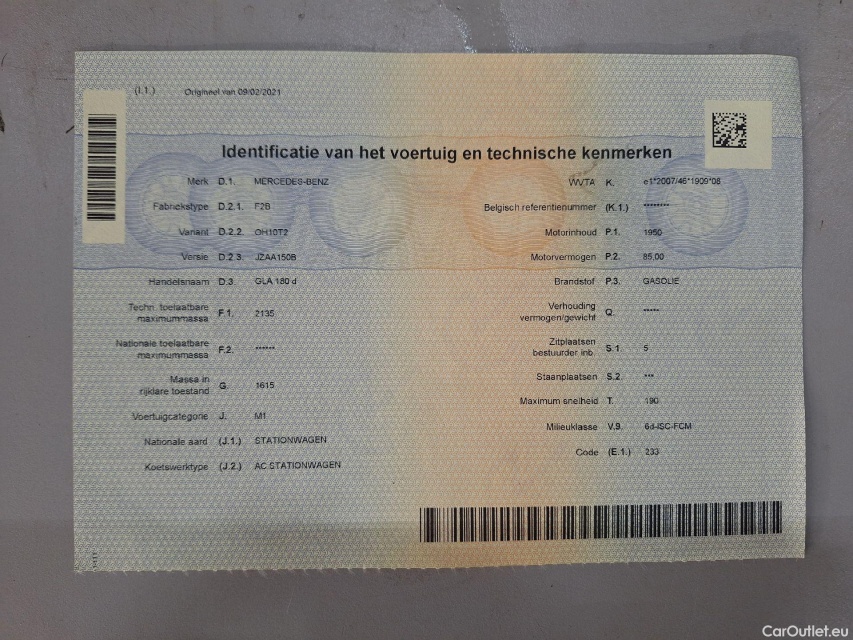 (I.1.) Origineel van 09/02/2021
Identificatie van het voertuig en technische kenmerken
Merk D.1. MERCEDES-BENZ
Fabriekstype D.2.1. F2B
Variant D.2.2. OH10T2
Versie D.2.3. JZAA150B
Handelsnaam D.3. GLA 180 d
Techn. toelaatbare
maximummassa F.1. 2135
Nationale toelaatbare
maximummassa F.2. ******
Massa in
rijklare toestand G. 1615
Voertuigcategorie J. M1
Nationale aard (J.1.) STATIONWAGEN
Koetswerktype (J.2.) AC STATIONWAGEN
WVTA K. e1*2007/46*1909*08
Belgisch referentienummer (K.1.) ********
Motorinhoud P.1. 1950
Motorvermogen P.2. 85.00
Brandstof P.3. GASOLIE
Verhouding
vermogen/gewicht Q. *****
Zitplaatsen
bestuurder inb. S.1. 5
Staanplaatsen S.2. ***
Maximum snelheid T. 190
Milieuklasse V.9. 6d-ISC-FCM
Code (E.1.) 233
CarOutlet.eu